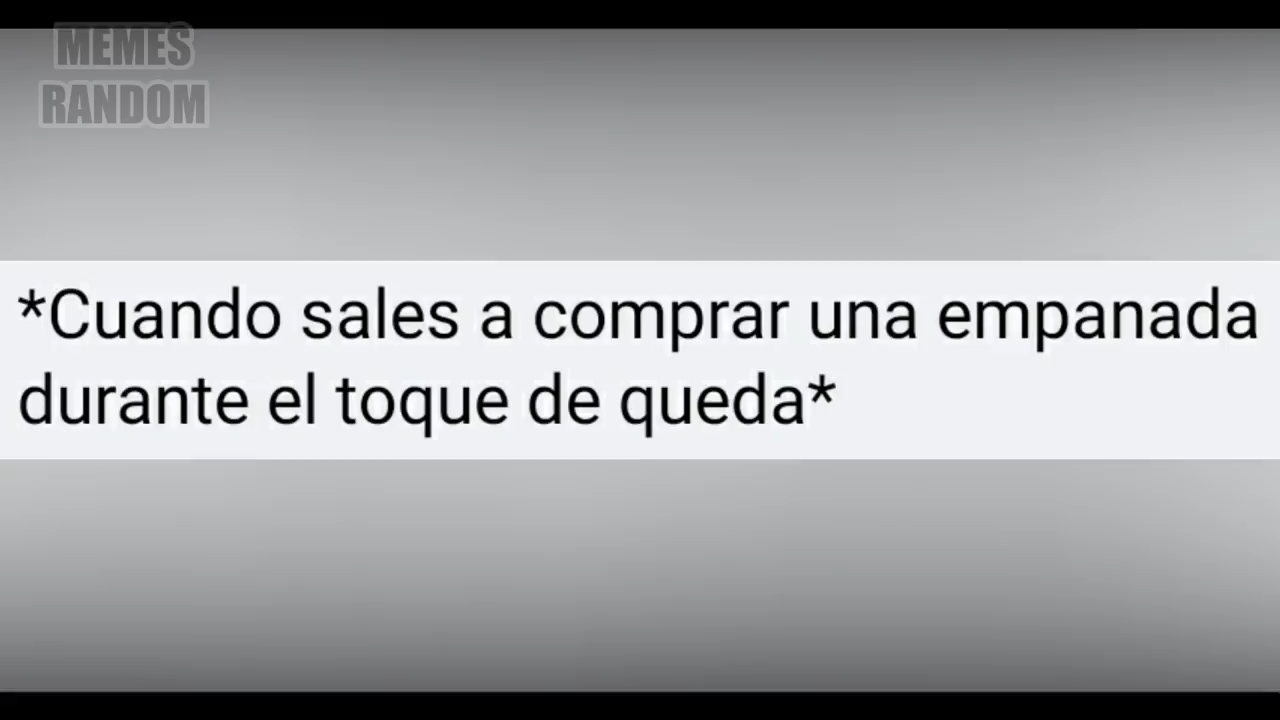 MEMES
RANDOM
*Cuando sales a comprar una empanada
durante el toque de queda*